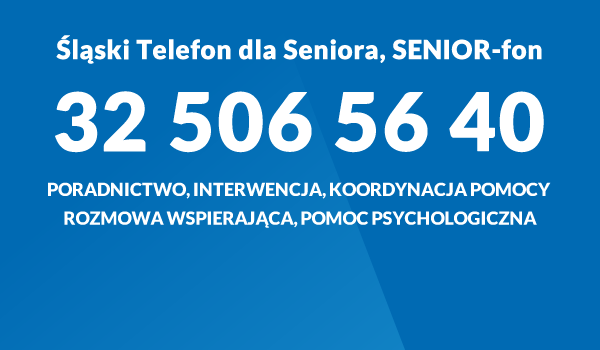 Śląski Telefon dla Seniora, SENIOR-fon
32 506 56 40
PORADNICTWO, INTERWENCJA, KOORDYNACJA POMOCY
ROZMOWA WSPIERAJĄCA, POMOC PSYCHOLOGICZNA